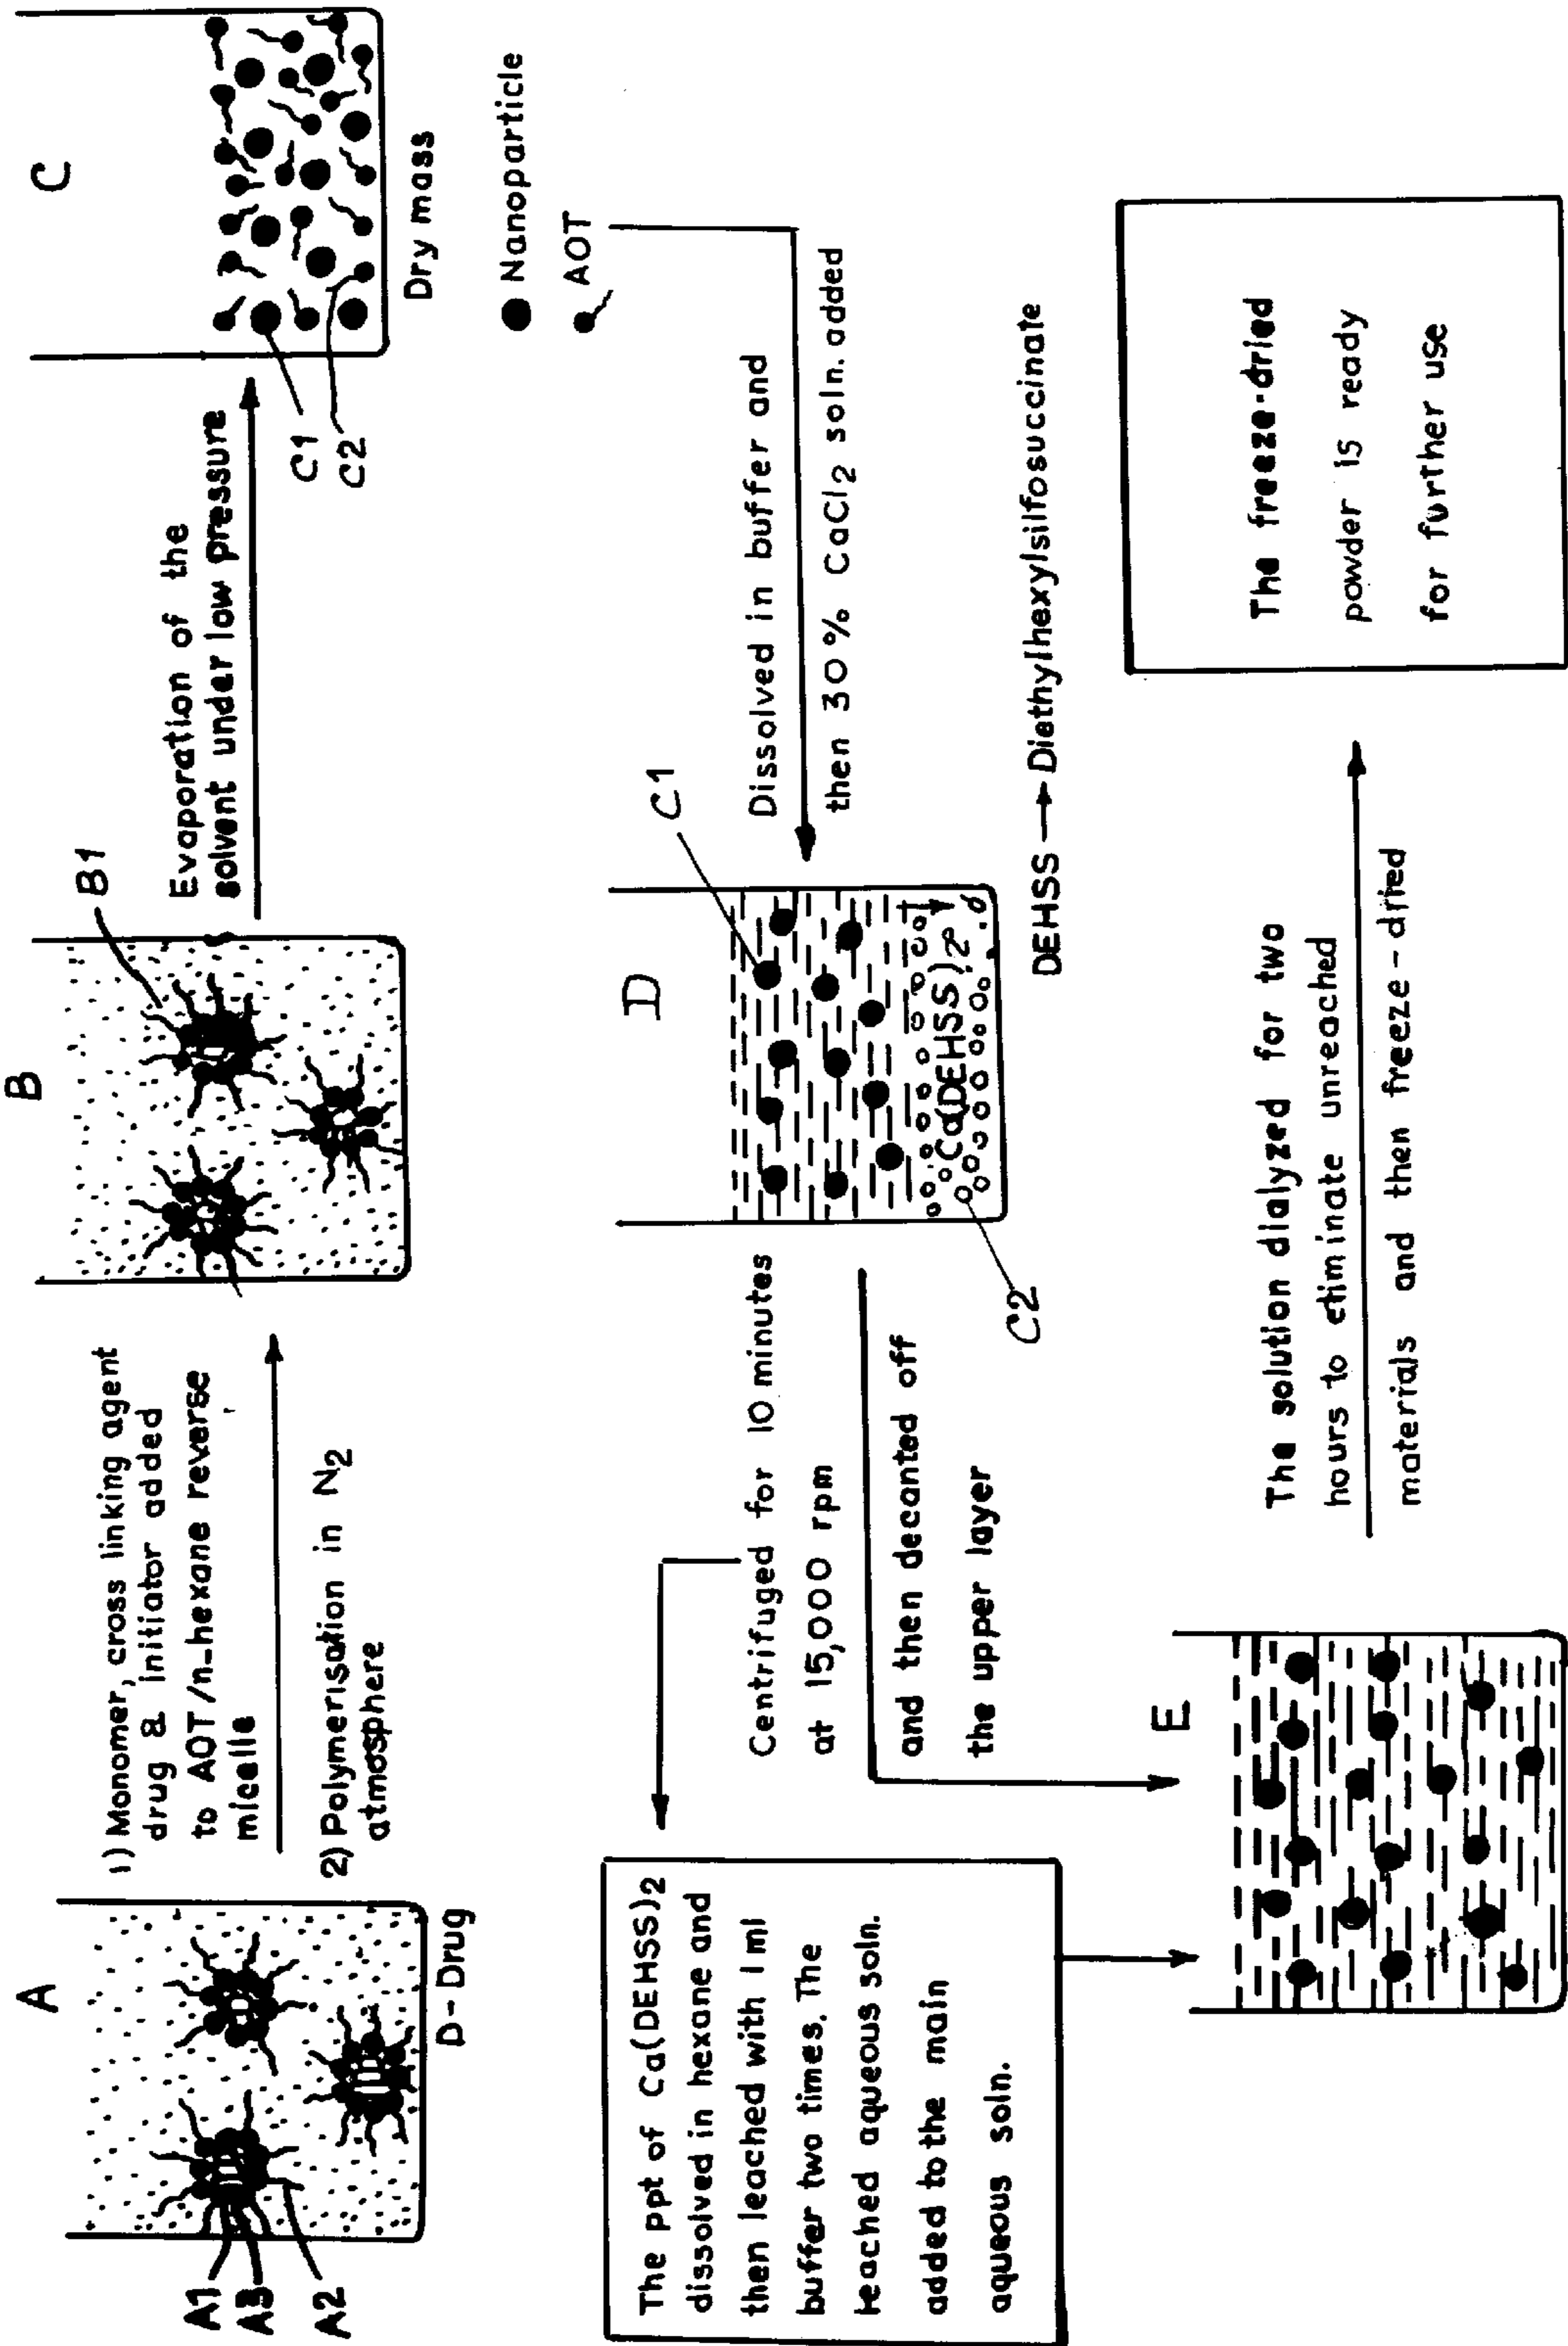 A
A1
A3
A2
D-Drug
1) Monomer, cross linking agent
drug & initiator added
to AOT/n-hexane reverse
micelle
2) Polymerisation in N2
atmosphere
B
B1
Evaporation of the
solvent under low pressure
C
C1
C2
Dry mass
Nanoparticle
AOT
Dissolved in buffer and
then 30% CaCl2 soln. added
D
C1
Ca(DEHSS)2
C2
DEHSS → Diethylhexylsilfosuccinate
Centrifuged for 10 minutes
at 15,000 rpm
and then decanted off
the upper layer
The ppt of Ca(DEHSS)2
dissolved in hexane and
then leached with 1 ml
buffer two times. The
leached aqueous soln.
added to the main
aqueous soln.
E
The solution dialyzed for two
hours to eliminate unreached
materials and then freeze-dried
The freeze-dried
powder is ready
for further use